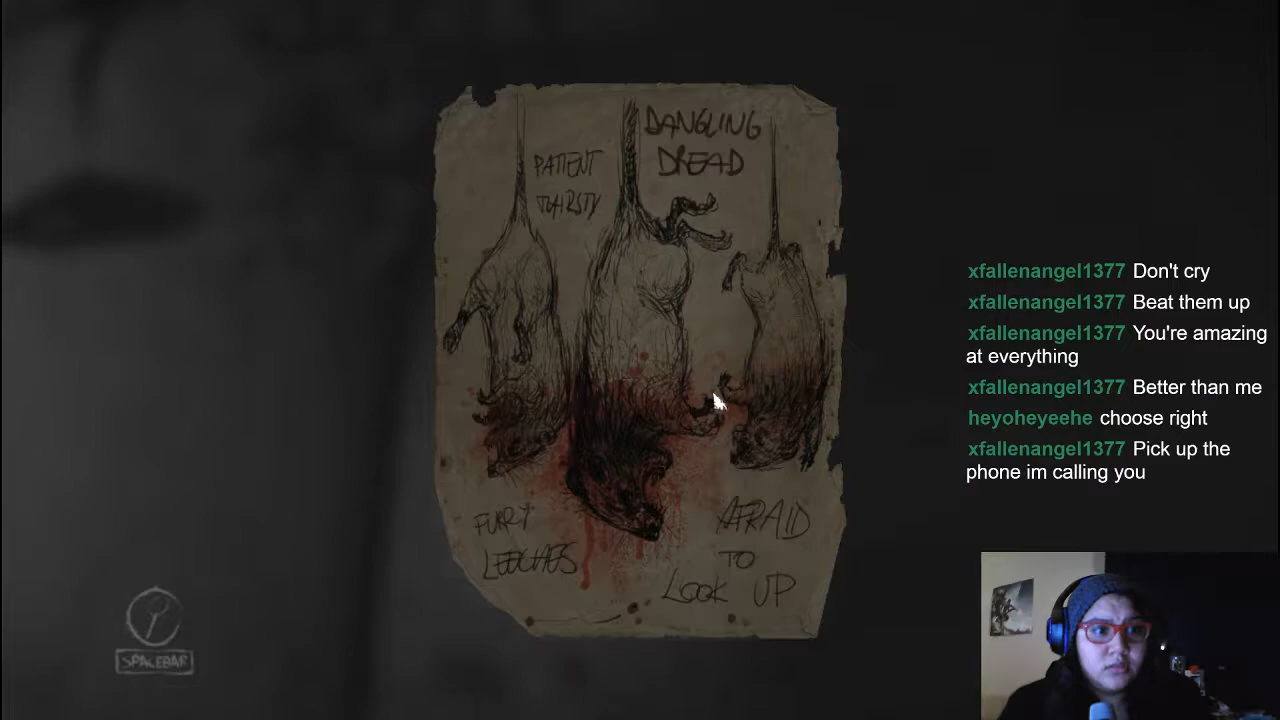 DANGLING
DREAD
PATIENT
THIRSTY
FURRY
LEECHES
AFRAID
TO
LOOK UP
SPACEBAR
xfallenangel1377 Don't cry
xfallenangel1377 Beat them up
xfallenangel1377 You're amazing
at everything
xfallenangel1377 Better than me
heyoheyeehe choose right
xfallenangel1377 Pick up the
phone im calling you